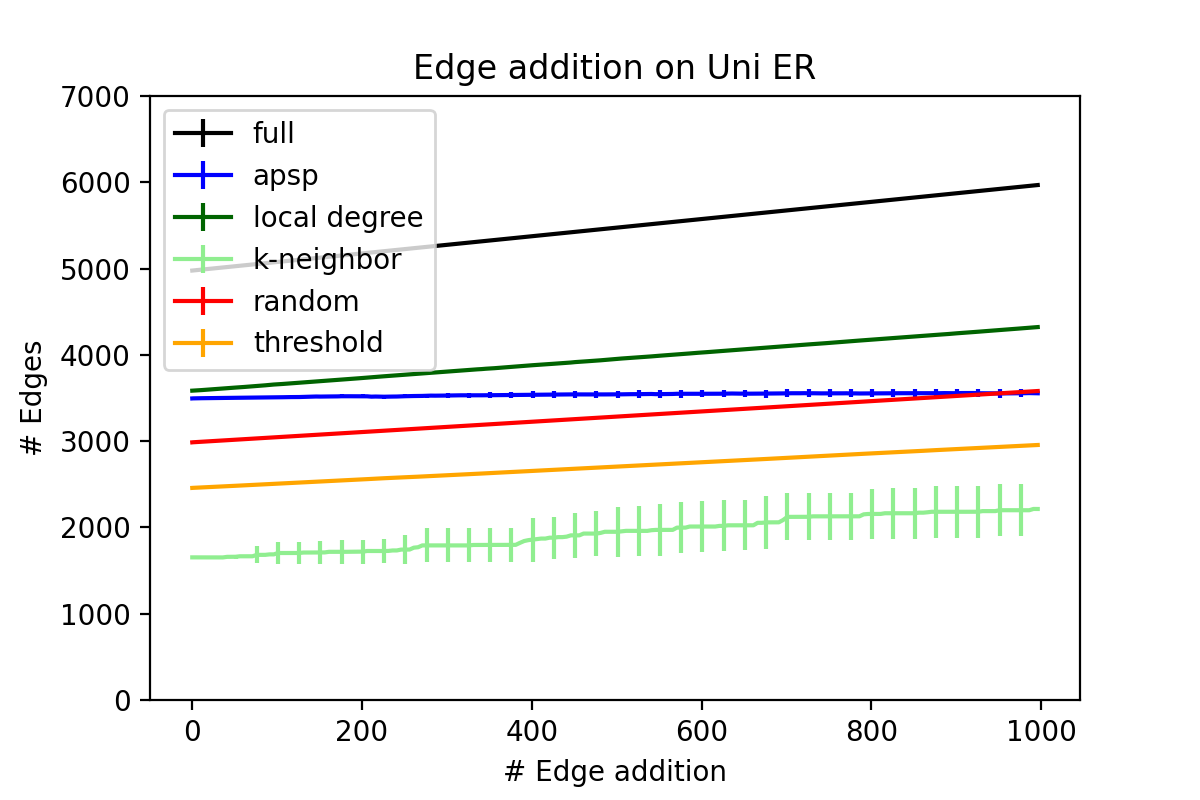 Edge addition on Uni ER
7000
6000
5000
4000
3000
2000
1000
0
# Edges
full
apsp
local degree
k-neighbor
random
threshold
0 200 400 600 800 1000
# Edge addition